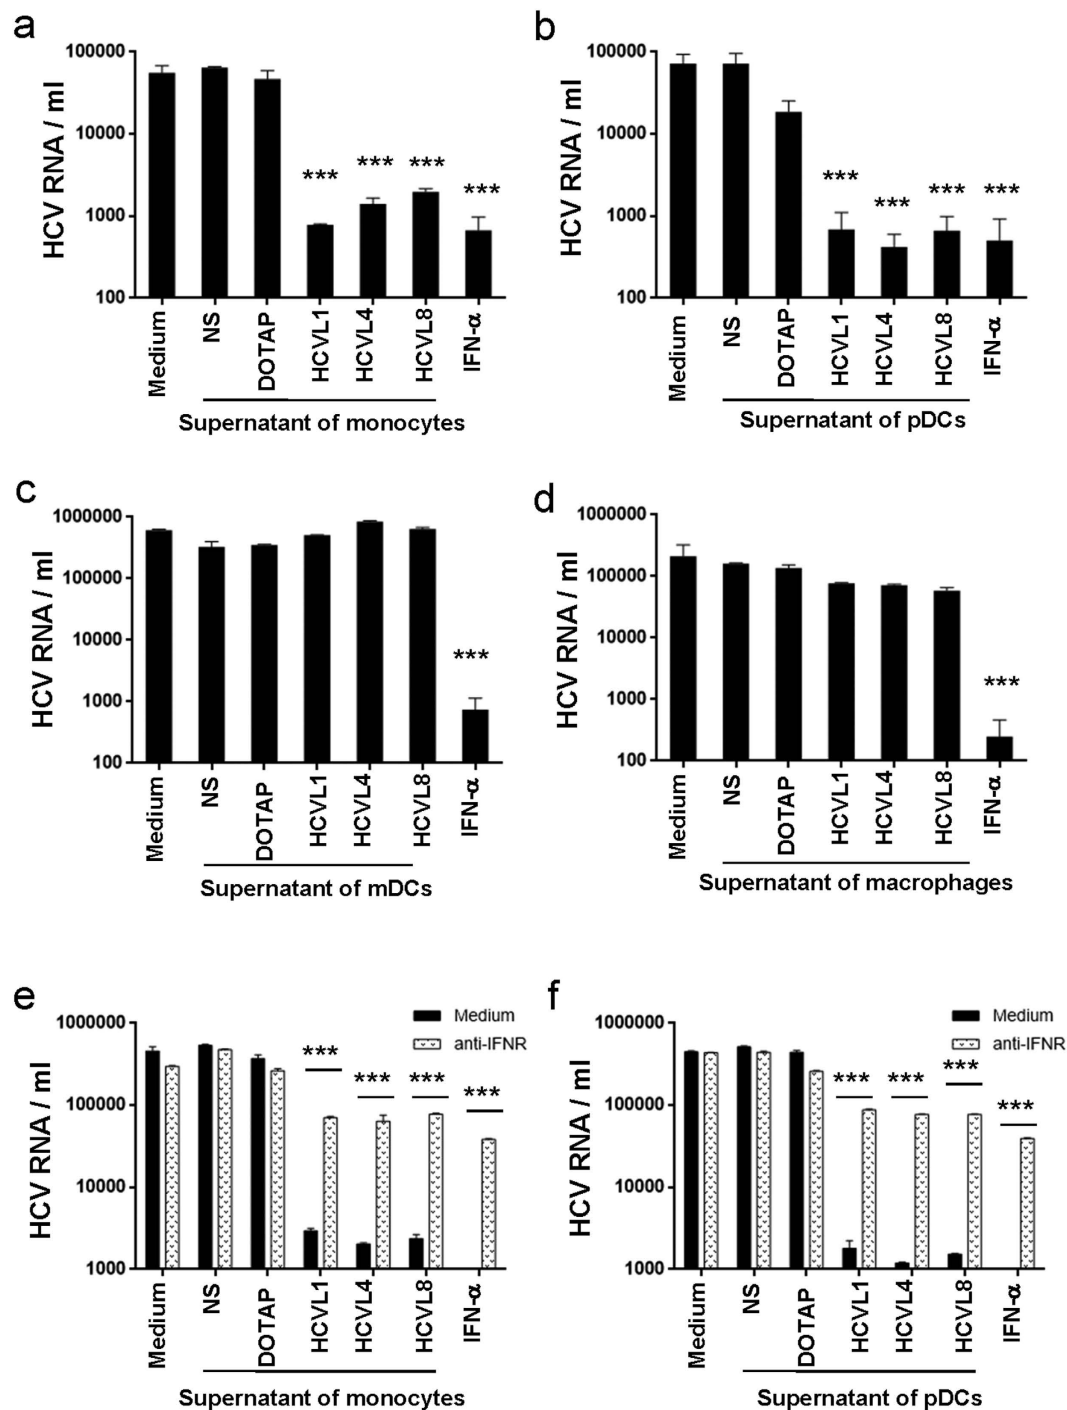 a
HCV RNA / ml
100000
10000
1000
100
***
***
***
***
Medium
NS
DOTAP
HCVL1
HCVL4
HCVL8
IFN-α
Supernatant of monocytes
b
HCV RNA / ml
100000
10000
1000
100
***
***
***
***
Medium
NS
DOTAP
HCVL1
HCVL4
HCVL8
IFN-α
Supernatant of pDCs
c
HCV RNA / ml
1000000
100000
10000
1000
100
***
Medium
NS
DOTAP
HCVL1
HCVL4
HCVL8
IFN-α
Supernatant of mDCs
d
HCV RNA / ml
1000000
100000
10000
1000
100
***
Medium
NS
DOTAP
HCVL1
HCVL4
HCVL8
IFN-α
Supernatant of macrophages
e
HCV RNA / ml
1000000
100000
10000
1000
Medium
anti-IFNR
***
***
***
***
Medium
NS
DOTAP
HCVL1
HCVL4
HCVL8
IFN-α
Supernatant of monocytes
f
HCV RNA / ml
1000000
100000
10000
1000
Medium
anti-IFNR
***
***
***
***
Medium
NS
DOTAP
HCVL1
HCVL4
HCVL8
IFN-α
Supernatant of pDCs